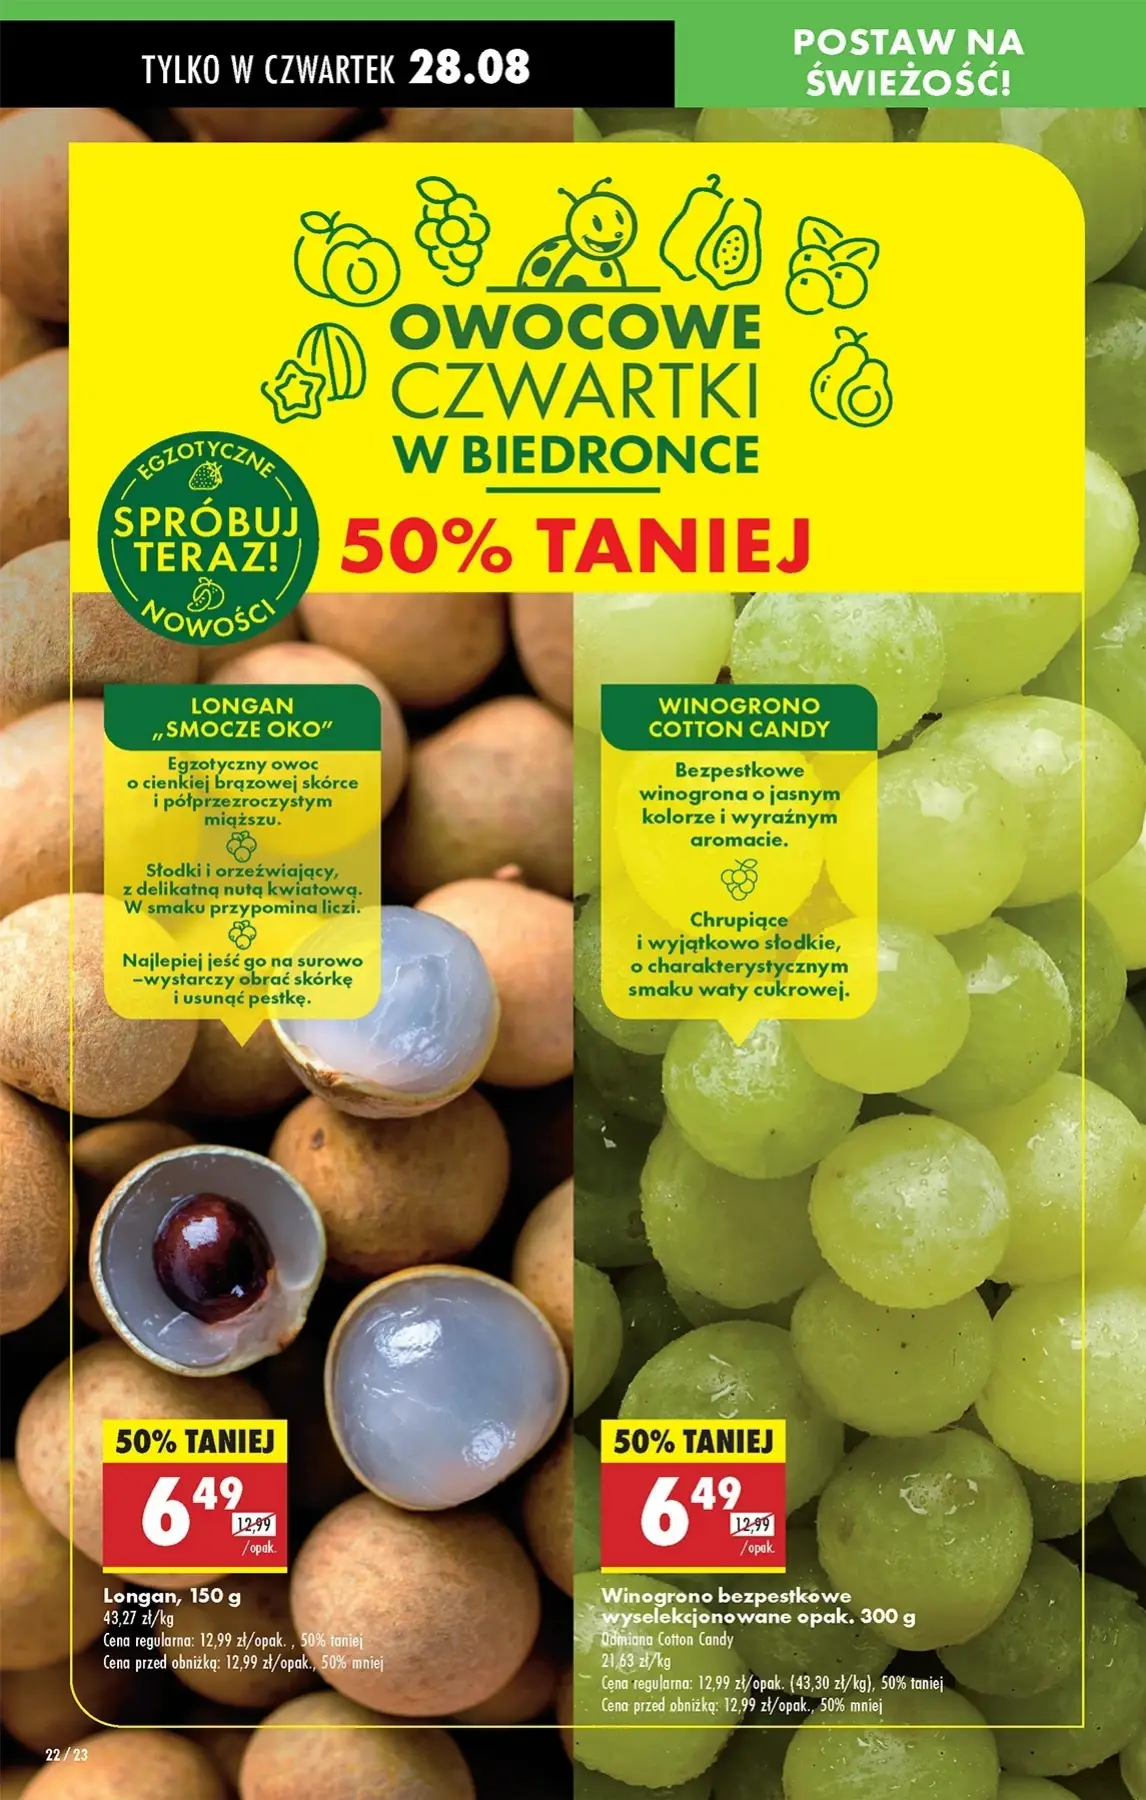 TYLKO W CZWARTEK 28.08
POSTAW NA
ŚWIEŻOŚĆ!
OWOCOWE
CZWARTKI
W BIEDRONCE
50% TANIEJ
EGZOTYCZNE
SPRÓBUJ
TERAZ!
NOWOŚCI
LONGAN
„SMOCZE OKO”
Egzotyczny owoc
o cienkiej brązowej skórce
i półprzezroczystym
miąższu.
Słodki i orzeźwiający,
z delikatną nutą kwiatową.
W smaku przypomina liczi.
Najlepiej jeść go na surowo
–wystarczy obrać skórkę
i usunąć pestkę.
WINOGRONO
COTTON CANDY
Bezpestkowe
winogrona o jasnym
kolorze i wyraźnym
aromacie.
Chrupiące
i wyjątkowo słodkie,
o charakterystycznym
smaku waty cukrowej.
50% TANIEJ
6 49
12,99
/opak.
Longan, 150 g
43,27 zł/kg
Cena regularna: 12,99 zł/opak. , 50% taniej
Cena przed obniżką: 12,99 zł/opak., 50% mniej
50% TANIEJ
6 49
12,99
/opak.
Winogrono bezpestkowe
wyselekcjonowane opak. 300 g
Odmiana Cotton Candy
21,63 zł/kg
Cena regularna: 12,99 zł/opak. (43,30 zł/kg), 50% taniej
Cena przed obniżką: 12,99 zł/opak., 50% mniej
22 / 23